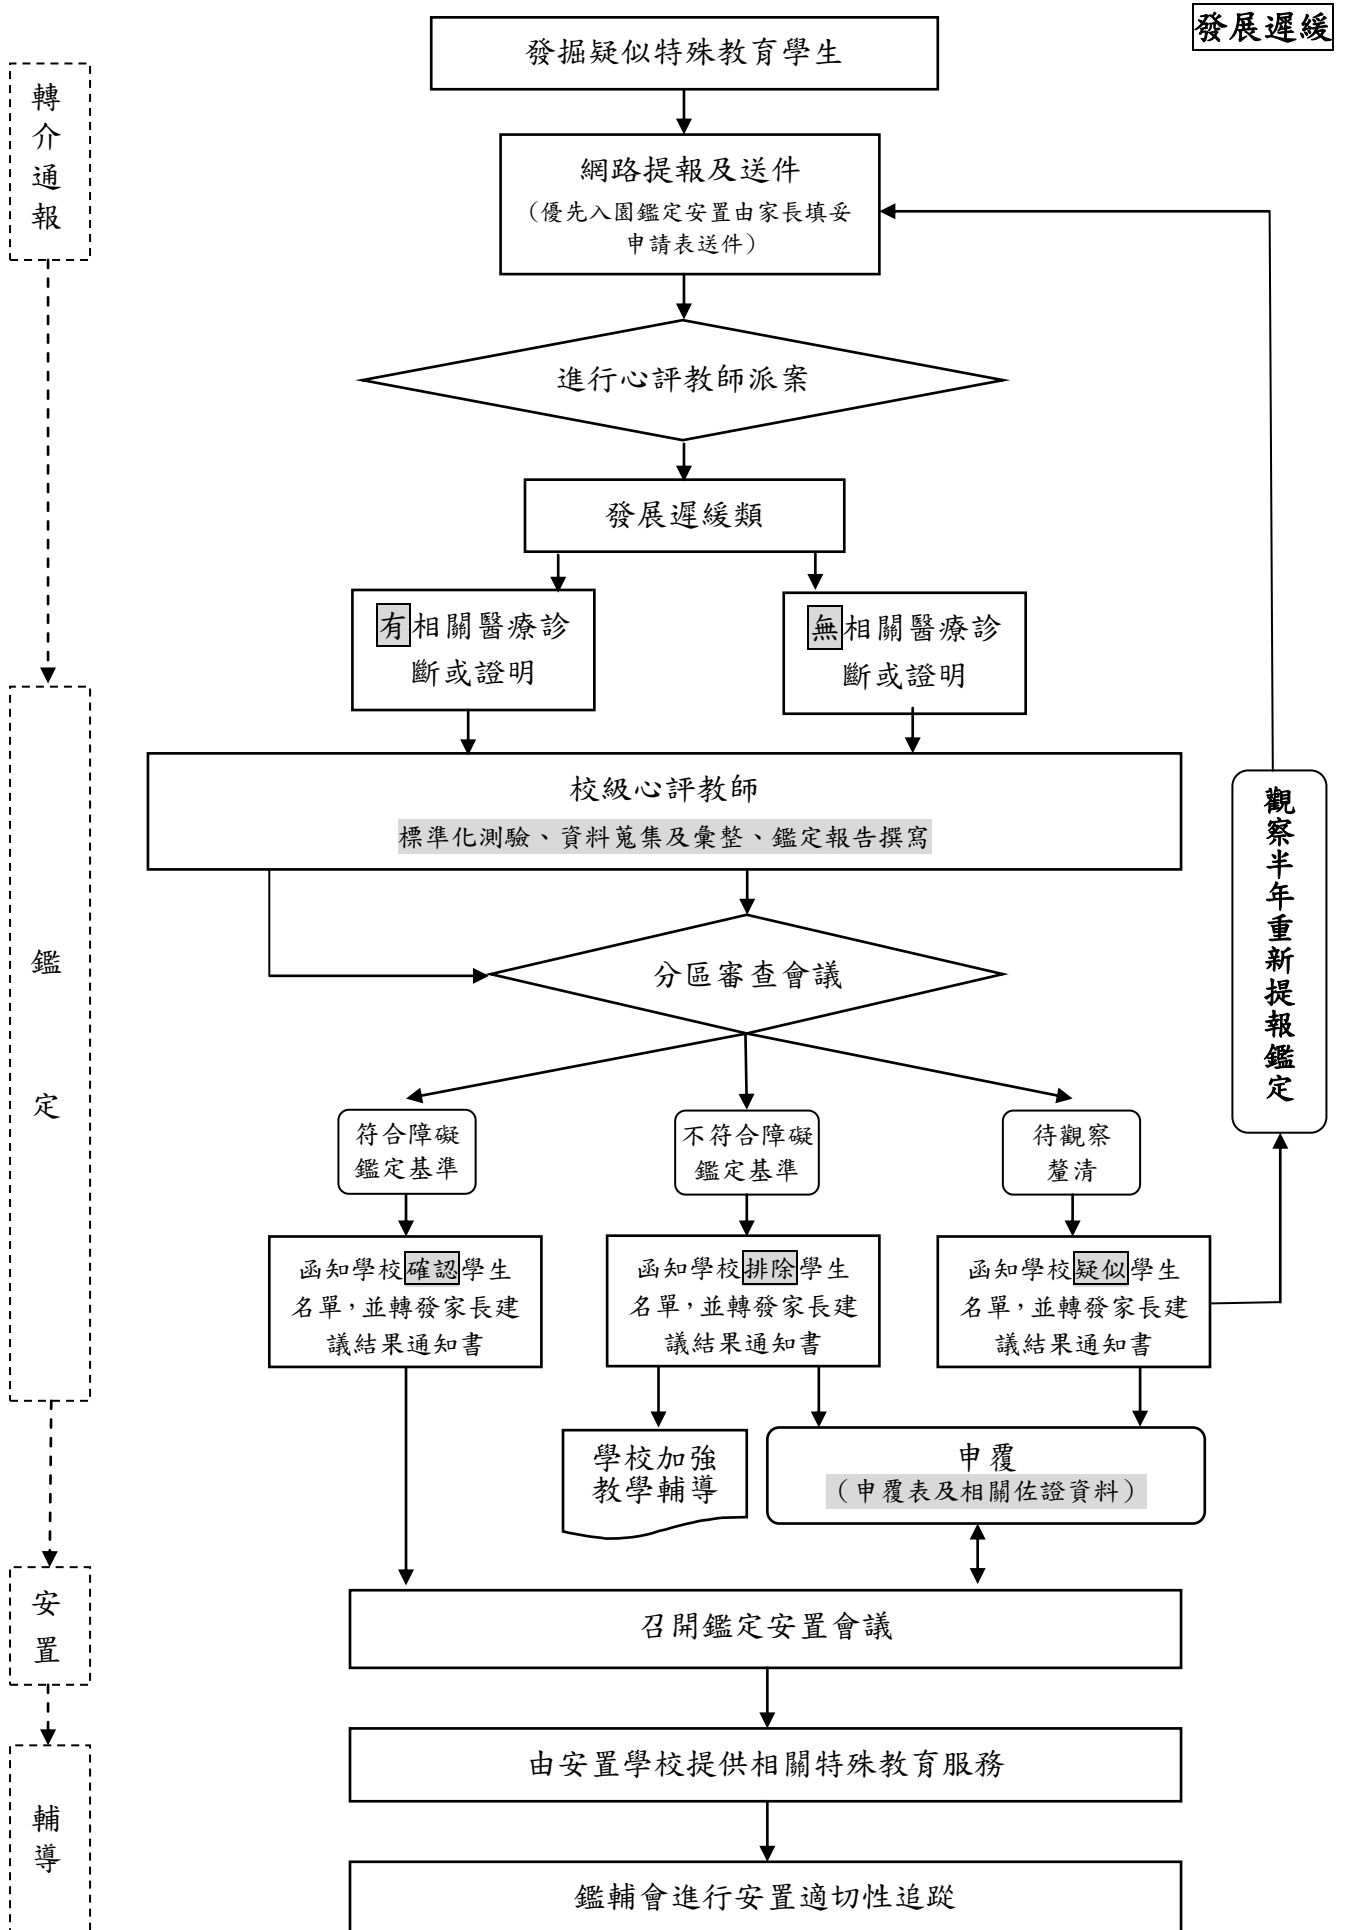 發展遲緩
發掘疑似特殊教育學生
轉介通報
網路提報及送件
（優先入園鑑定安置由家長填妥
申請表送件）
進行心評教師派案
發展遲緩類
有相關醫療診
斷或證明
無相關醫療診
斷或證明
校級心評教師
標準化測驗、資料蒐集及彙整、鑑定報告撰寫
觀察半年重新提報鑑定
鑑定
分區審查會議
符合障礙
鑑定基準
不符合障礙
鑑定基準
待觀察
釐清
函知學校確認學生
名單，並轉發家長建
議結果通知書
函知學校排除學生
名單，並轉發家長建
議結果通知書
函知學校疑似學生
名單，並轉發家長建
議結果通知書
學校加強
教學輔導
申覆
（申覆表及相關佐證資料）
安置
召開鑑定安置會議
由安置學校提供相關特殊教育服務
輔導
鑑輔會進行安置適切性追蹤